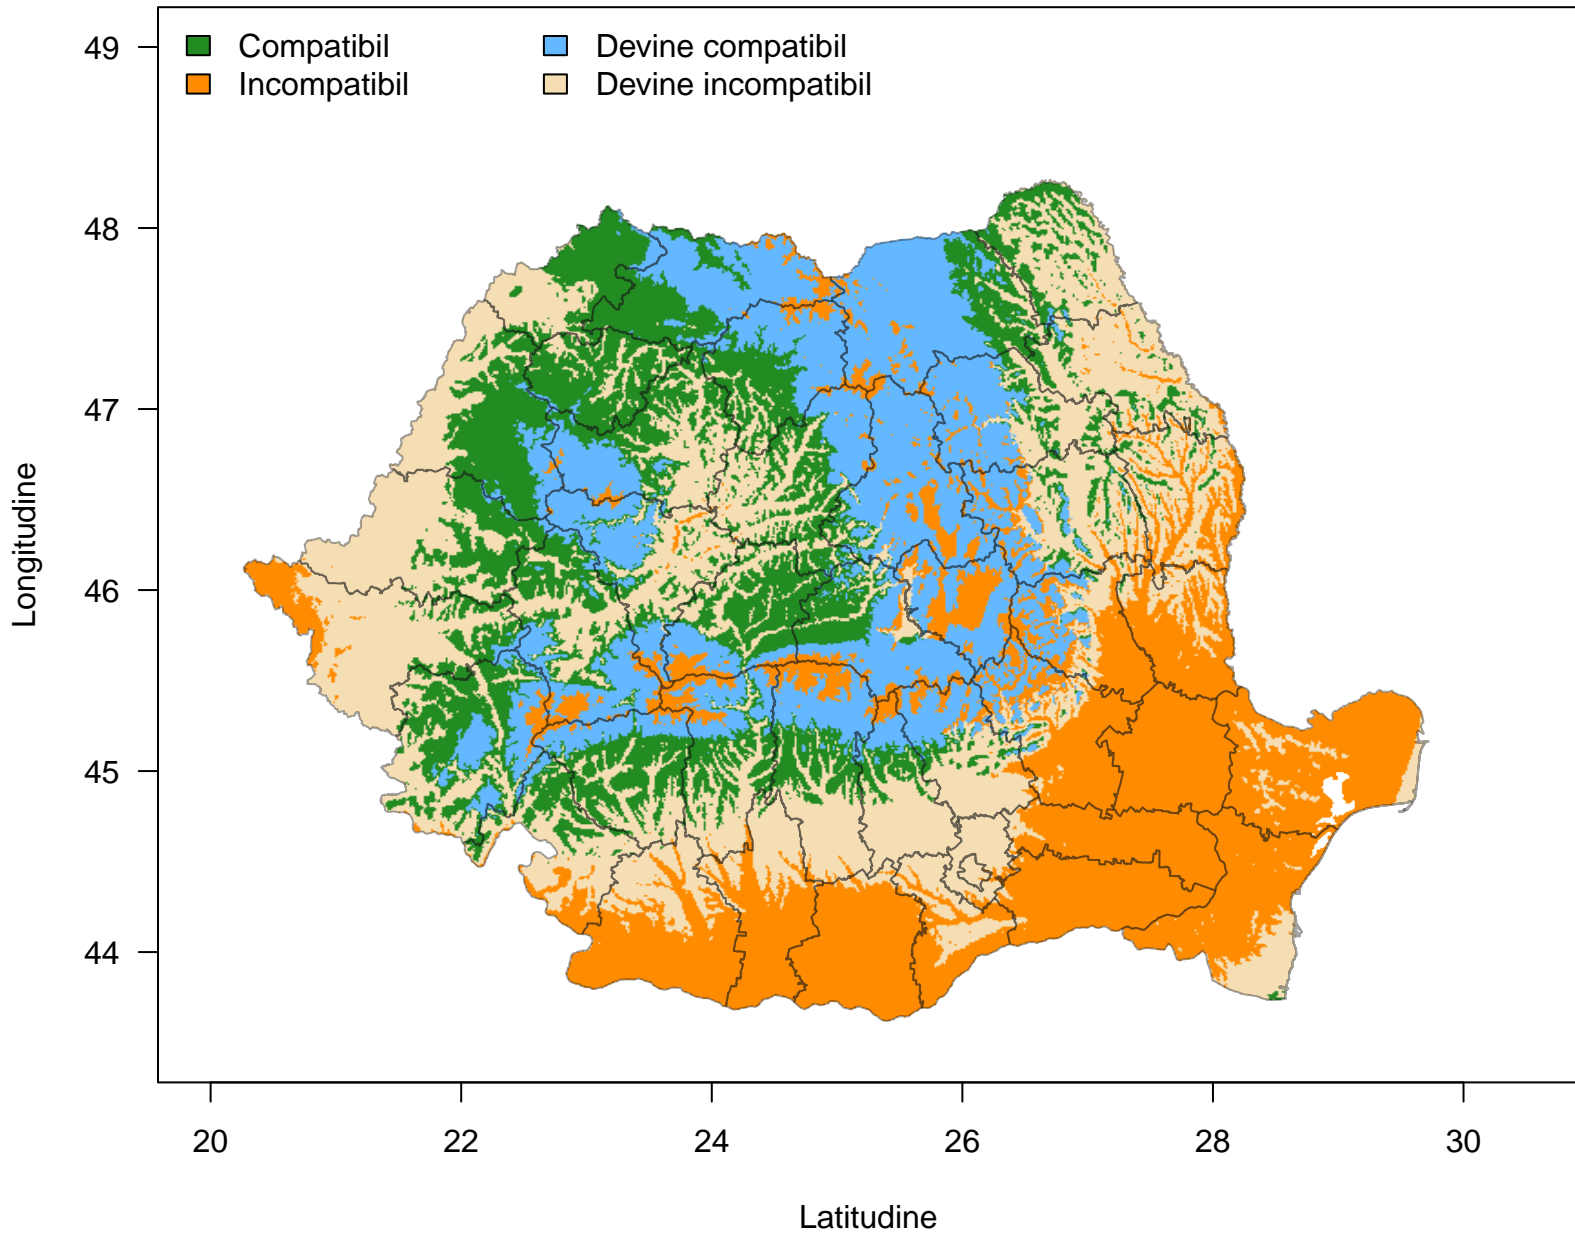 Compatibil
Incompatibil
Devine compatibil
Devine incompatibil
49
48
47
46
45
44
Longitudine
20 22 24 26 28 30
Latitudine